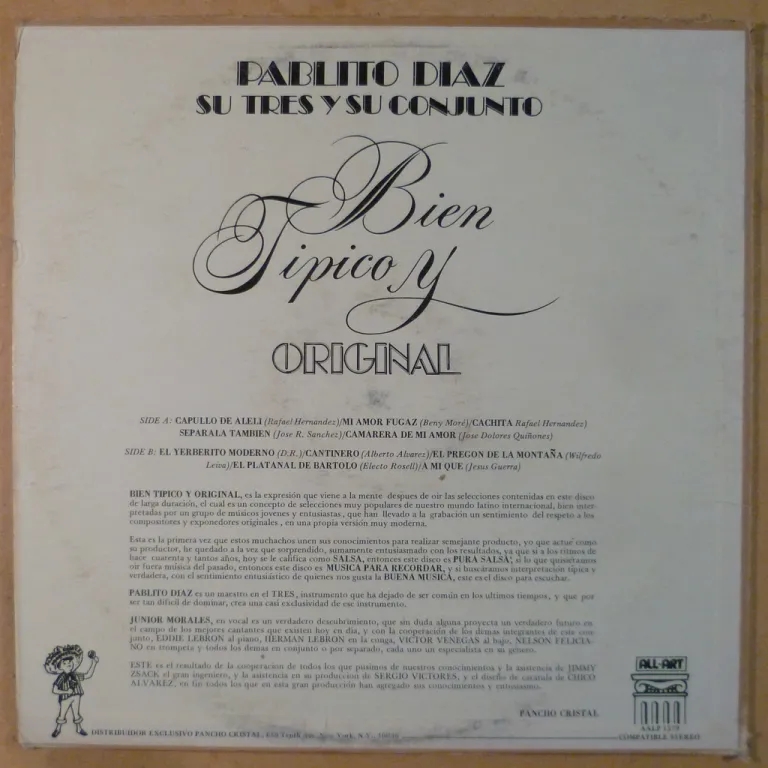 PABLITO DIAZ
SU TRES Y SU CONJUNTO
Bien
Tipico y
ORIGINAL
SIDE A: CAPULLO DE ALELI (Rafael Hernandez)/MI AMOR FUGAZ (Beny Moré)/CACHITA Rafael Hernandez)
SEPARALA TAMBIEN (Jose R. Sanchez)/CAMARERA DE MI AMOR (Jose Dolores Quiñones)
SIDE B: EL YERBERITO MODERNO (D.R.)/CANTINERO (Alberto Alvarez)/EL PREGON DE LA MONTAÑA (Wilfredo
Leiva)/EL PLATANAL DE BARTOLO (Electo Rosell)/A MI QUE (Jesus Guerra)
BIEN TIPICO Y ORIGINAL, es la expresión que viene a la mente despues de oir las selecciones contenidas en este disco
de larga duración, el cual es un concepto de selecciones muy populares de nuestro mundo latino internacional, bien inter-
pretadas por un grupo de músicos jovenes y entusiastas, que han llevado a la grabación un sentimiento del respeto a los
compositores y exponedores originales, en una propia versión muy moderna.
Esta es la primera vez que estos muchachos unen sus conocimientos para realizar semejante producto, yo que actué como
su productor, he quedado a la vez que sorprendido, sumamente entusiasmado con los resultados, ya que si a los ritmos de
hace cuarenta y tantos años, hoy se le califica como SALSA, entonces este disco es PURA SALSA, si lo que quisiéramos
oir fuera música del pasado, entonces este disco es MUSICA PARA RECORDAR, y si buscáramos interpretación tipica y
verdadera, con el sentimiento entusiástico de quienes nos gusta la BUENA MUSICA, este es el disco para escuchar.
PABLITO DIAZ es un maestro en el TRES, instrumento que ha dejado de ser común en los ultimos tiempos, y que por
ser tan dificil de dominar, crea una casi exclusividad de ese instrumento.
JUNIOR MORALES, en vocal es un verdadero descubrimiento, que sin duda alguna proyecta un verdadero futuro en
el campo de los mejores cantantes que existen hoy en día, y con la cooperación de los demas integrantes de este con-
junto, EDDIE LEBRON al piano, HERMAN LEBRON en la conga, VICTOR VENEGAS al bajo, NELSON FELICIA-
NO en trompeta y todos los demas en conjunto o por separado, cada uno un especialista en su género.
ESTE es el resultado de la cooperacion de todos los que pusimos de nuestros conocimientos y la asistencia de JIMMY
ZSACK el gran ingeniero, y la asistencia en su producción de SERGIO VICTORES, y el diseño de carátula de CHICO
ALVAREZ, en fin todos los que en esta gran producción han agregado sus conocimientos y entusiasmo.
PANCHO CRISTAL
ALL-ART
COMPATIBLE STEREO
DISTRIBUIDOR EXCLUSIVO PANCHO CRISTAL, New York, N.Y.